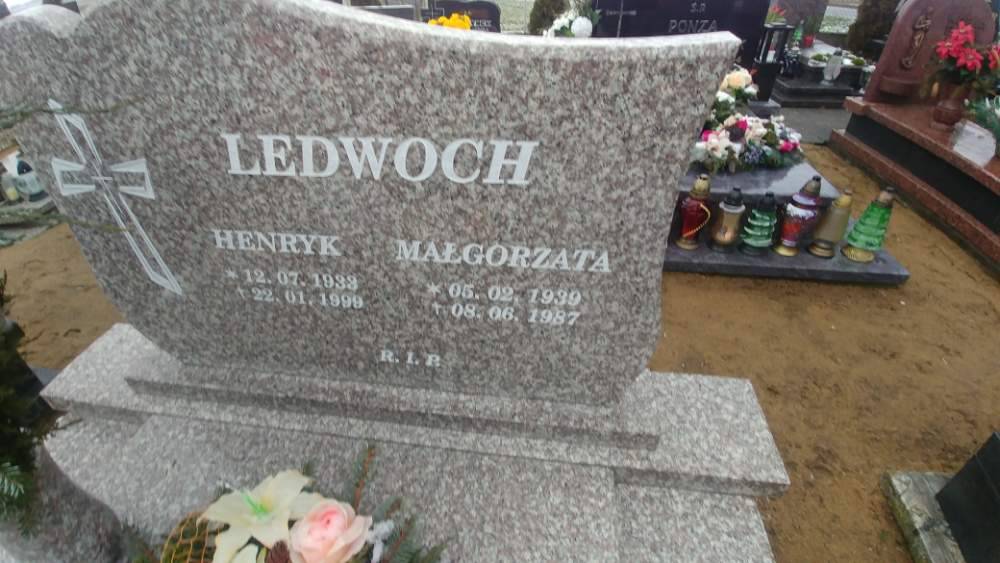 Ś.P.
PONZA
LEDWOCH
HENRYK
* 12. 07. 1933
† 22. 01. 1999
MAŁGORZATA
* 05. 02. 1939
† 08. 06. 1987
R. I. P.